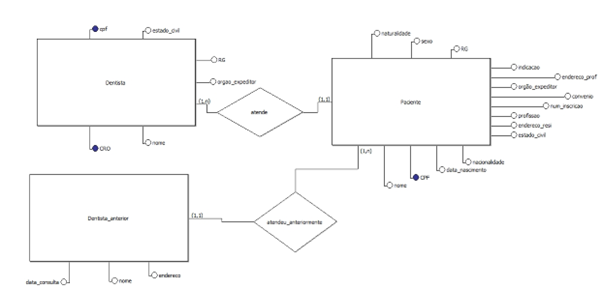 cpf
estado_civil
Dentista
RG
orgao_expeditor
(1,n)
CRO
nome
atende
(1,1)
naturalidade
sexo
RG
Paciente
indicacao
endereca_prof
orgão_expeditor
convenio
num_inscricao
profissao
endereco_resi
estado_civil
nacionalidade
data_nascimento
CPF
nome
(1,n)
atendeu_anteriormente
(1,1)
Dentista_anterior
data_consulta
nome
endereco